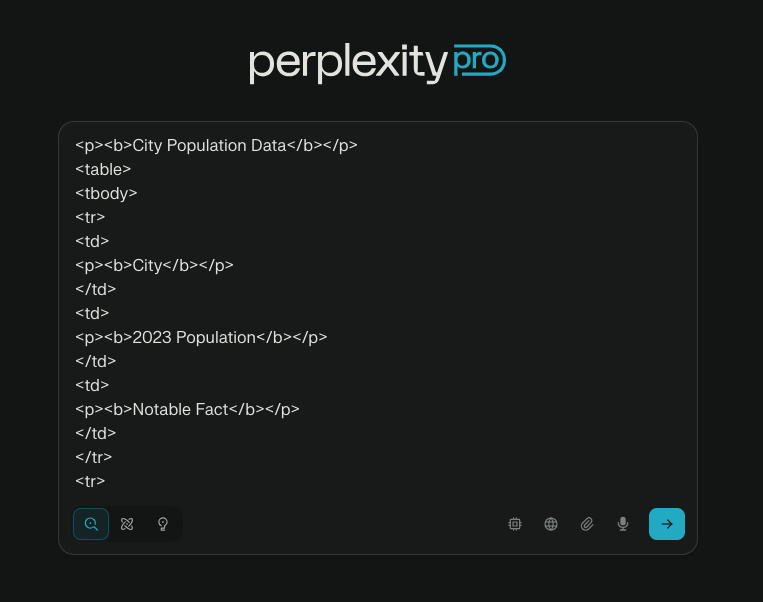 perplexity pro
<p><b>City Population Data</b></p>
<table>
<tbody>
<tr>
<td>
<p><b>City</b></p>
</td>
<td>
<p><b>2023 Population</b></p>
</td>
<td>
<p><b>Notable Fact</b></p>
</td>
</tr>
<tr>